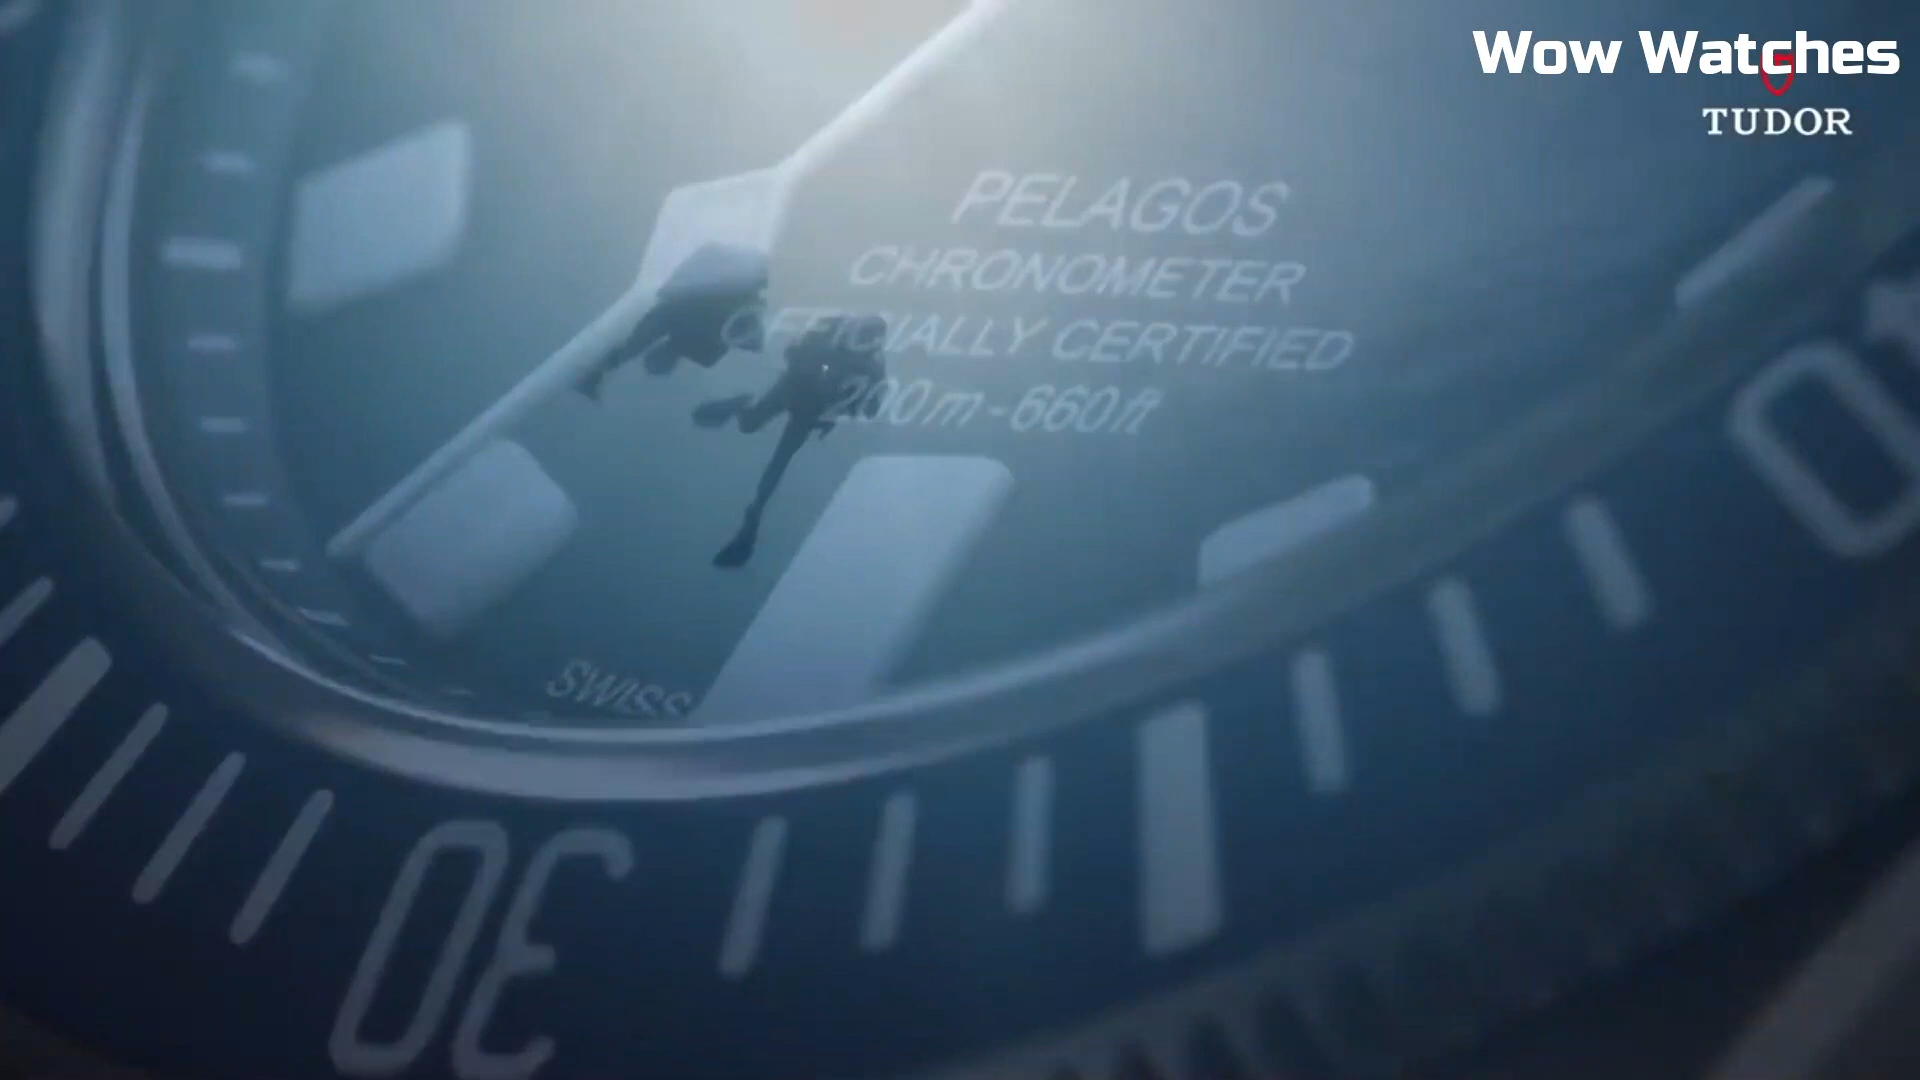 Wow Watches
TUDOR
PELAGOS
CHRONOMETER
OFFICIALLY CERTIFIED
200m-660ft
SWISS
30